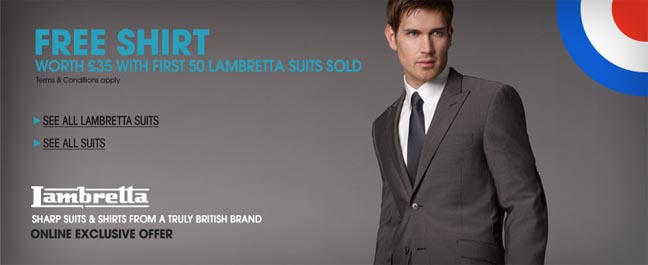 FREE SHIRT
WORTH £35 WITH FIRST 50 LAMBRETTA SUITS SOLD
Terms & Conditions apply
SEE ALL LAMBRETTA SUITS
SEE ALL SUITS
Lambretta
SHARP SUITS & SHIRTS FROM A TRULY BRITISH BRAND
ONLINE EXCLUSIVE OFFER